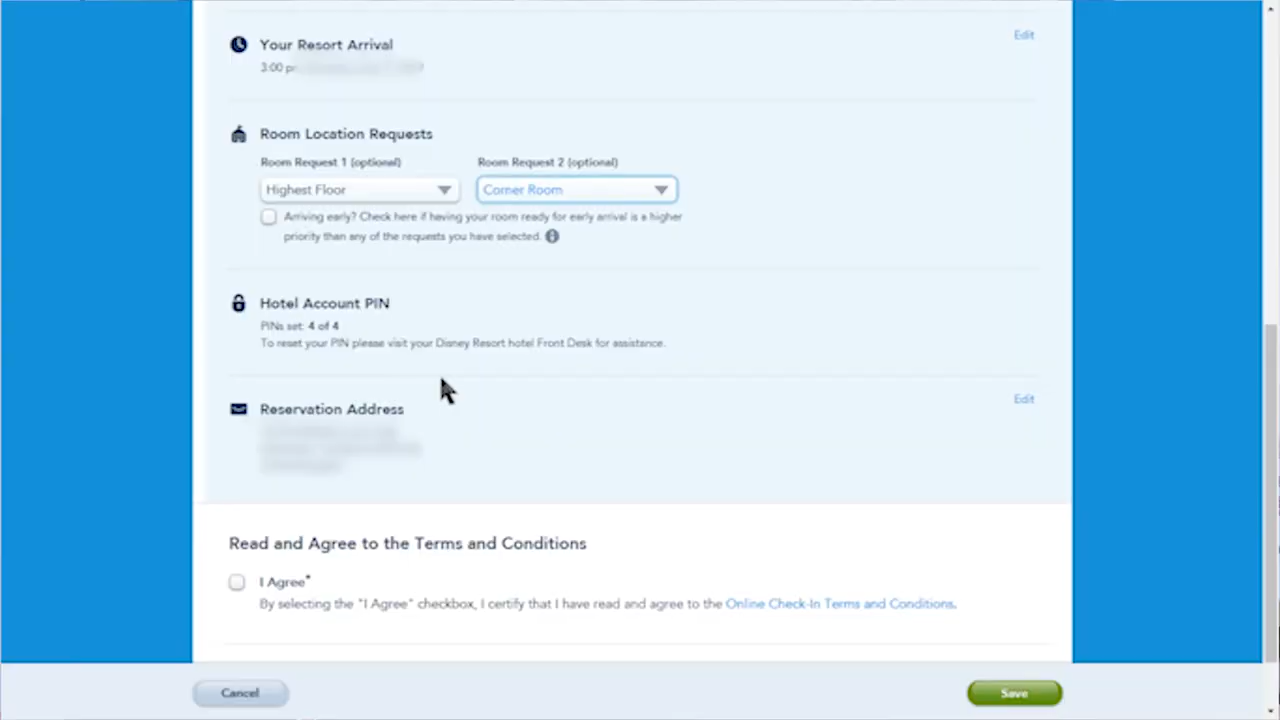 Your Resort Arrival
Edit
3:00
Room Location Requests
Room Request 1 (optional)
Room Request 2 (optional)
Highest Floor
Corner Room
Arriving early? Check here if having your room ready for early arrival is a higher
priority than any of the requests you have selected.
Hotel Account PIN
PINs set: 4 of 4
To reset your PIN please visit your Disney Resort hotel Front Desk for assistance.
Reservation Address
Edit
Read and Agree to the Terms and Conditions
I Agree*
By selecting the "I Agree" checkbox, I certify that I have read and agree to the Online Check-In Terms and Conditions.
Cancel
Save